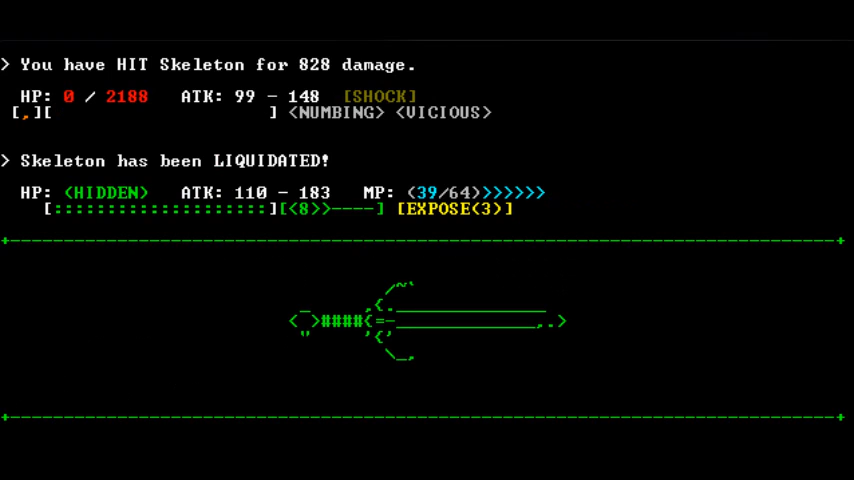 > You have HIT Skeleton for 828 damage.
HP: 0 / 2188 ATK: 99 - 148 [SHOCK]
[,][ ] <NUMBING> <VICIOUS>
> Skeleton has been LIQUIDATED!
HP: <HIDDEN> ATK: 110 - 183 MP: (39/64)>>>>>>
[::::::::::::::::::::][<8>>----] [EXPOSE(3)]